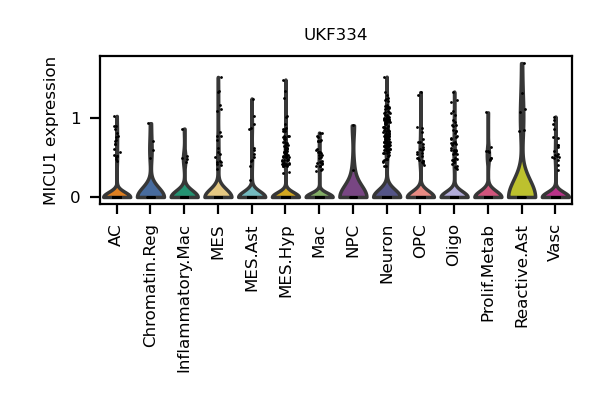 UKF334
MICU1 expression
1
0
AC
Chromatin.Reg
Inflammatory.Mac
MES
MES.Ast
MES.Hyp
Mac
NPC
Neuron
OPC
Oligo
Prolif.Metab
Reactive.Ast
Vasc